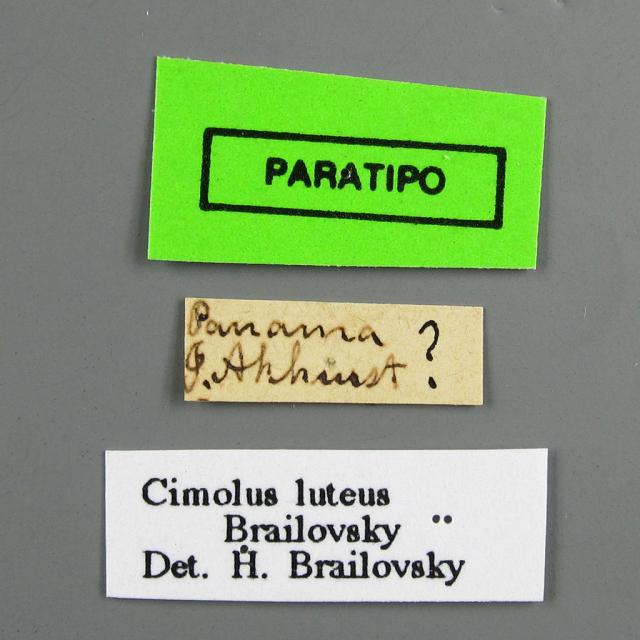 PARATIPO
Panama ?
J. Akhurst
Cimolus luteus
Brailovsky
Det. H. Brailovsky